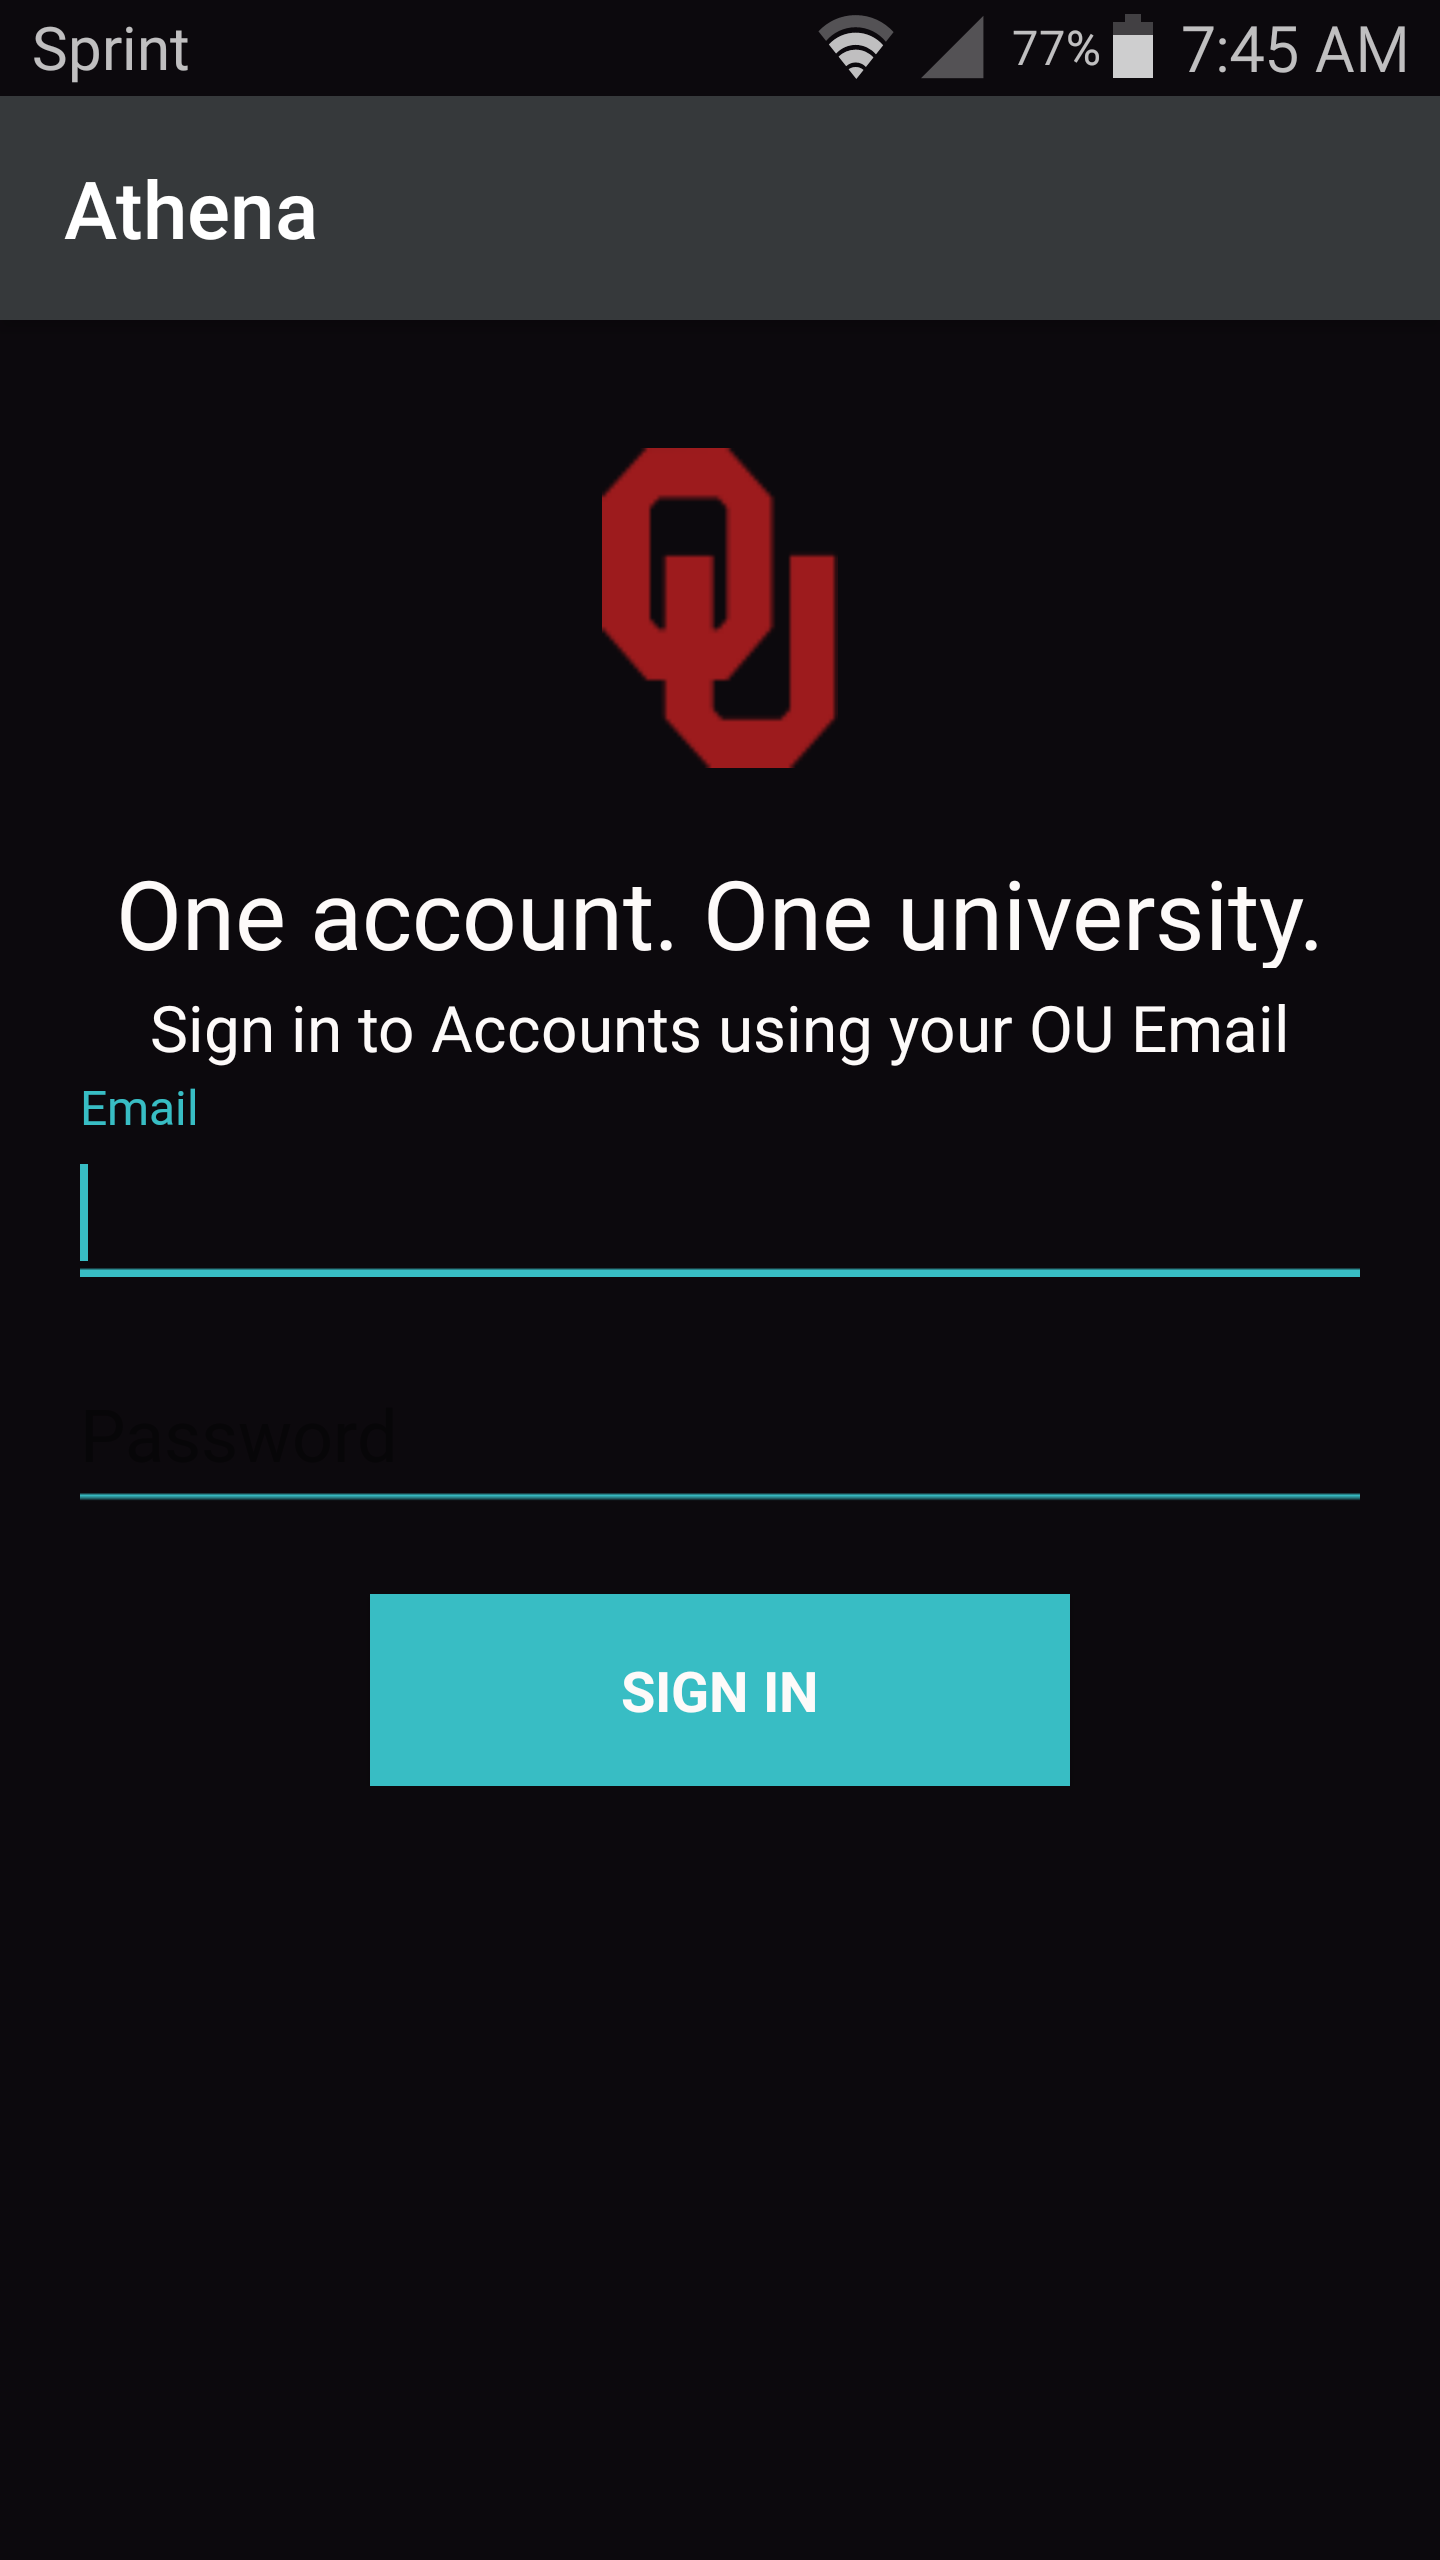 Sprint 77% 7:45 AM
Athena
OU
One account. One university.
Sign in to Accounts using your OU Email
Email
Password
SIGN IN